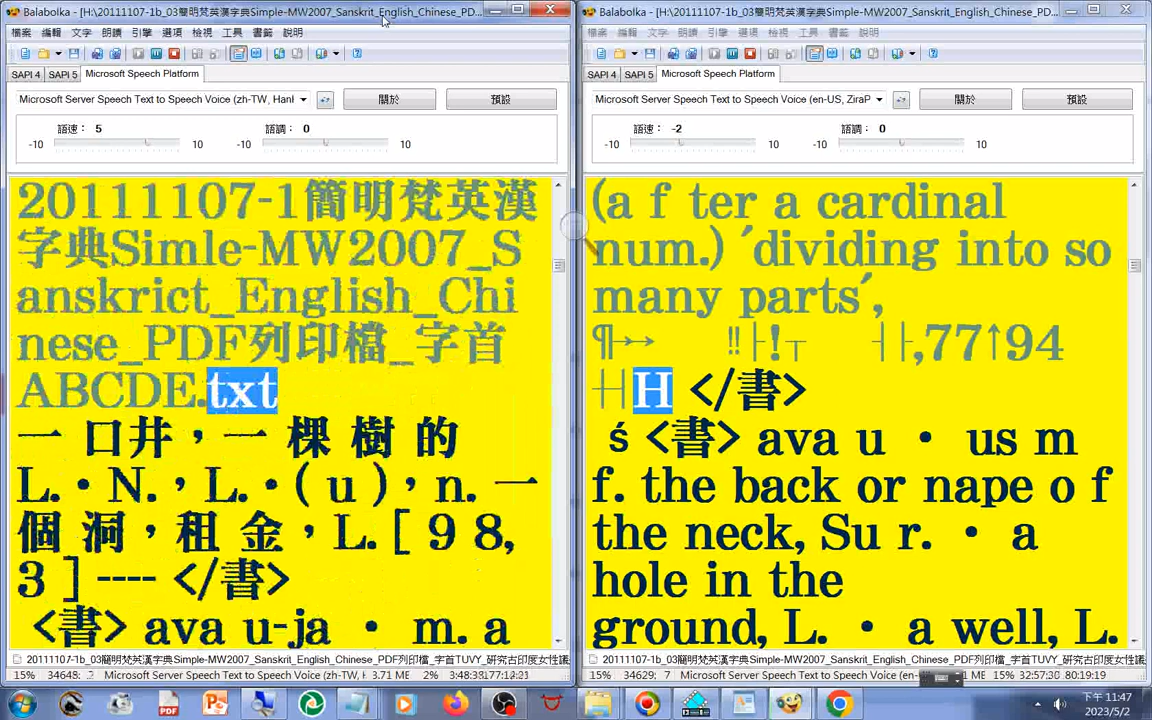 Balabolka - [H:\20111107-1b_03簡明梵英漢字典Simple-MW2007_Sanskrit_English_Chinese_PD...
檔案 編輯 文字 朗讀 引擎 選項 檢視 工具 書籤 說明
SAPI 4 SAPI 5 Microsoft Speech Platform
Microsoft Server Speech Text to Speech Voice (zh-TW, Hanl 關於 預設
語速： 5 語調： 0
-10 10 -10 10
20111107-1簡明梵英漢
字典Simle-MW2007_S
anskrict_English_Chi
nese_PDF列印檔_字首
ABCDE.txt
一 口井，一 棵 樹 的
L.・N.，L.・( u )，n. 一
個 洞，租 金，L. [ 9 8,
3 ] ---- </書>
<書> ava u-ja ・ m. a
20111107-1b_03簡明梵英漢字典Simple-MW2007_Sanskrit_English_Chinese_PDF列印檔_字首TUVY_研究古印度女性議
15% 34648: Microsoft Server Speech Text to Speech Voice (zh-TW, 3.71 MB 2%
Balabolka - [H:\20111107-1b_03簡明梵英漢字典Simple-MW2007_Sanskrit_English_Chinese_PD...
檔案 編輯 文字 朗讀 引擎 選項 檢視 工具 書籤 說明
SAPI 4 SAPI 5 Microsoft Speech Platform
Microsoft Server Speech Text to Speech Voice (en-US, ZiraP 關於 預設
語速： -2 語調： 0
-10 10 -10 10
(a f ter a cardinal
num.) ´dividing into so
many parts´,
¶↦→ ‼├!┬ ┤├,77↑94
┤├H </書>
ś <書> ava u ・ us m
f. the back or nape o f
the neck, Su r. ・ a
hole in the
ground, L. ・ a well, L.
20111107-1b_03簡明梵英漢字典Simple-MW2007_Sanskrit_English_Chinese_PDF列印檔_字首TUVY_研究古印度女性議
15% 34629: 7 Microsoft Server Speech Text to Speech Voice 15% 32:57:30 80:19:19
下午 11:47
2023/5/2